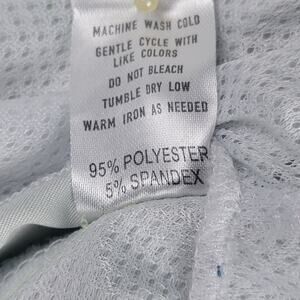 MACHINE WASH COLD
GENTLE CYCLE WITH
LIKE COLORS
DO NOT BLEACH
TUMBLE DRY LOW
WARM IRON AS NEEDED
95% POLYESTER
5% SPANDEX